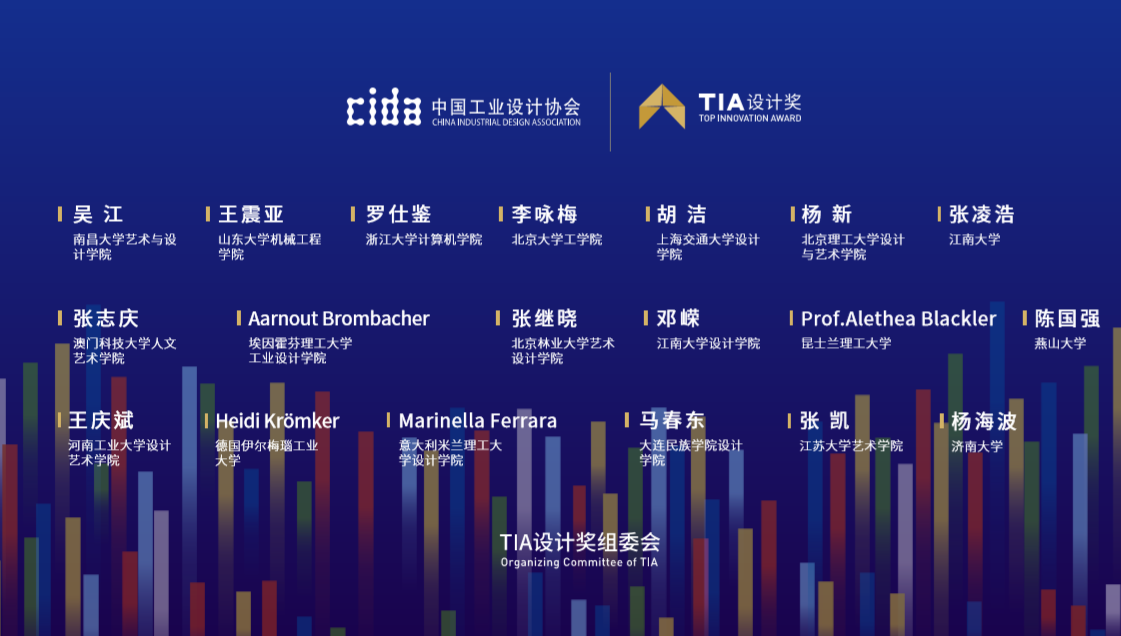 cida 中国工业设计协会
CHINA INDUSTRIAL DESIGN ASSOCIATION
TIA设计奖
TOP INNOVATION AWARD
吴 江
南昌大学艺术与设
计学院
王震亚
山东大学机械工程
学院
罗仕鉴
浙江大学计算机学院
李咏梅
北京大学工学院
胡 洁
上海交通大学设计
学院
杨 新
北京理工大学设计
与艺术学院
张凌浩
江南大学
张志庆
澳门科技大学人文
艺术学院
Aarnout Brombacher
埃因霍芬理工大学
工业设计学院
张继晓
北京林业大学艺术
设计学院
邓嵘
江南大学设计学院
Prof.Alethea Blackler
昆士兰理工大学
陈国强
燕山大学
王庆斌
河南工业大学设计
艺术学院
Heidi Krömker
德国伊尔梅瑙工业
大学
Marinella Ferrara
意大利米兰理工大
学设计学院
马春东
大连民族学院设计
学院
张 凯
江苏大学艺术学院
杨海波
济南大学
TIA设计奖组委会
Organizing Committee of TIA